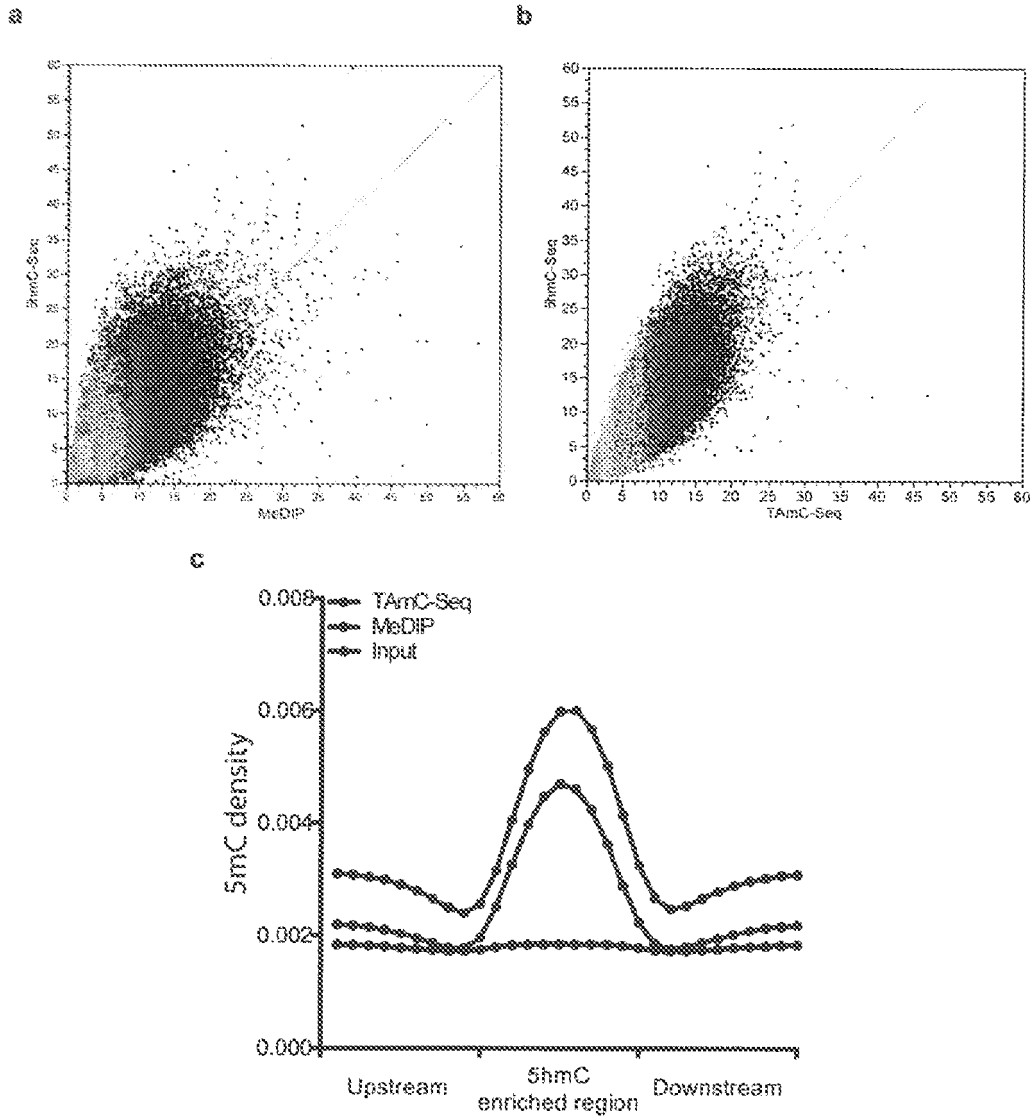 a
60
55
50
45
40
35
30
25
20
15
10
5
0
5hmC-Seq
0 5 10 15 20 25 30 35 40 45 50 55 60
MeDIP
b
60
55
50
45
40
35
30
25
20
15
10
5
0
5hmC-Seq
0 5 10 15 20 25 30 35 40 45 50 55 60
TAmC-Seq
c
0.008
0.006
0.004
0.002
0.000
5mC density
TAmC-Seq
MeDIP
Input
Upstream
5hmC
enriched region
Downstream